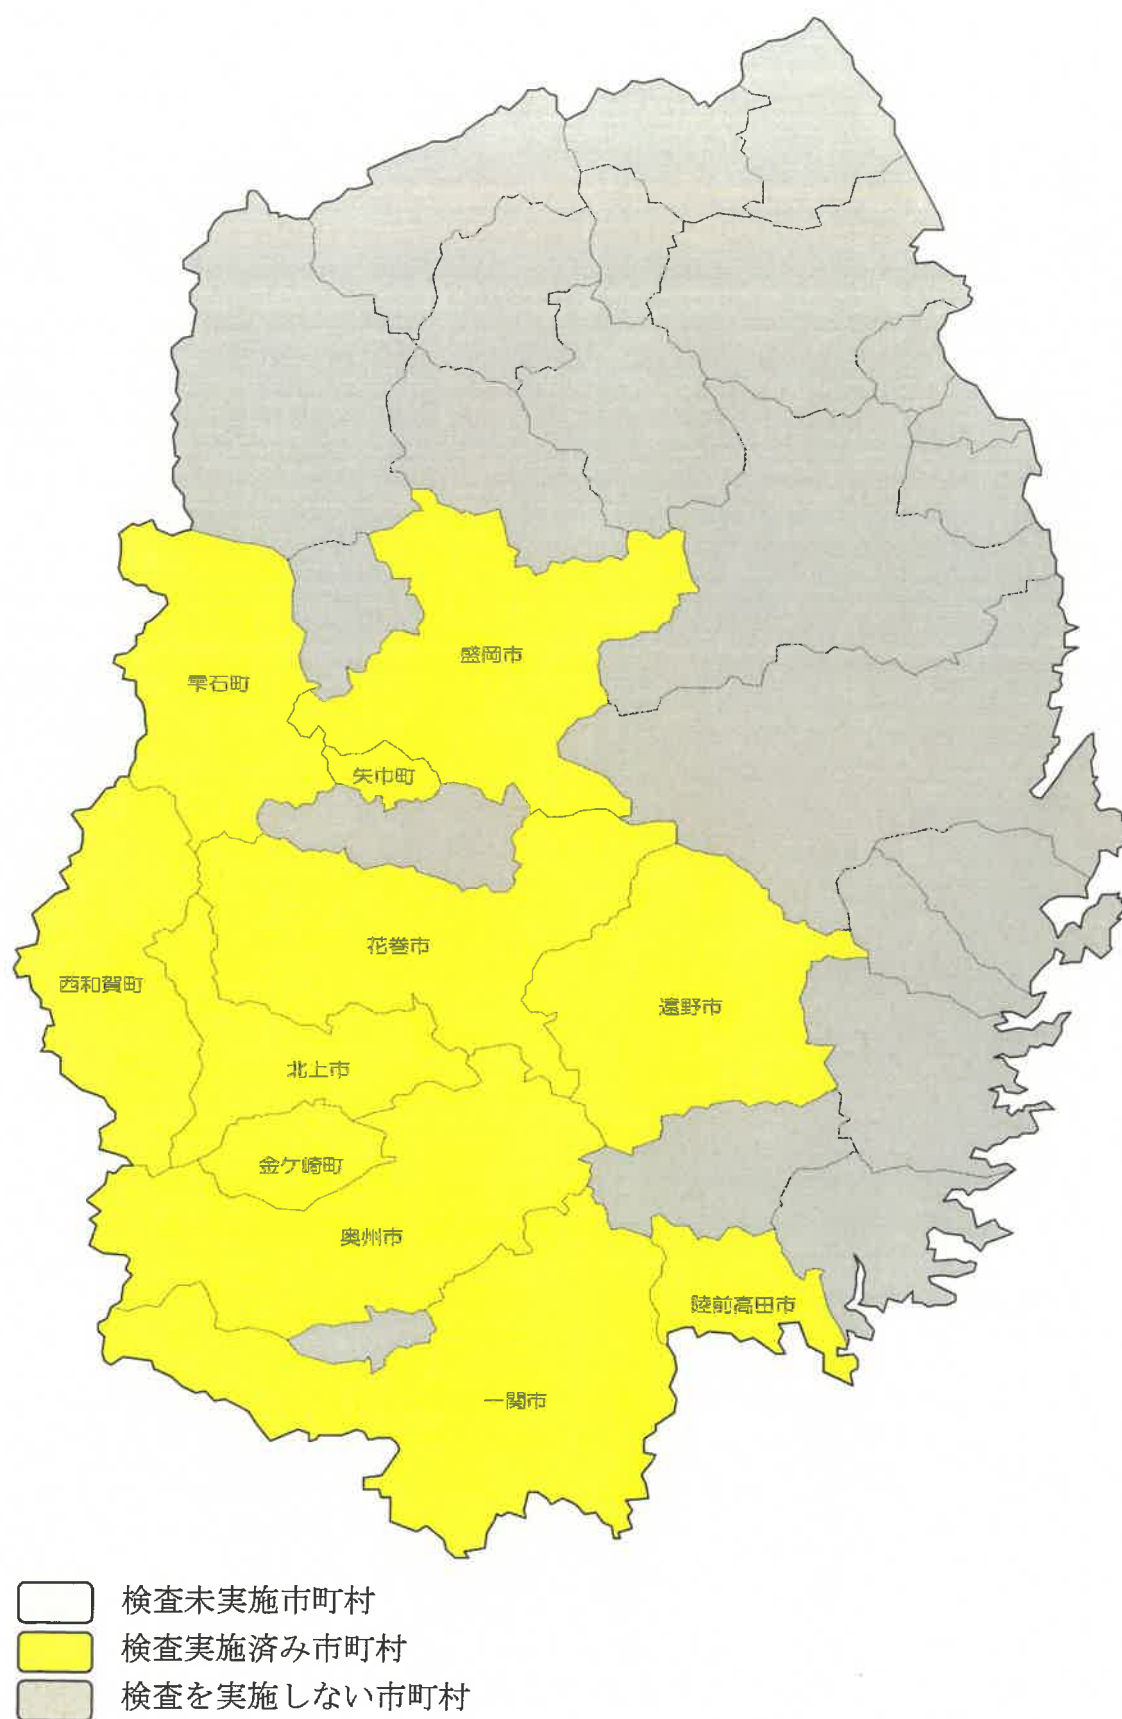 盛岡市
雫石町
矢巾町
花巻市
西和賀町
遠野市
北上市
金ケ崎町
奥州市
陸前高田市
一関市
検査未実施市町村
検査実施済み市町村
検査を実施しない市町村